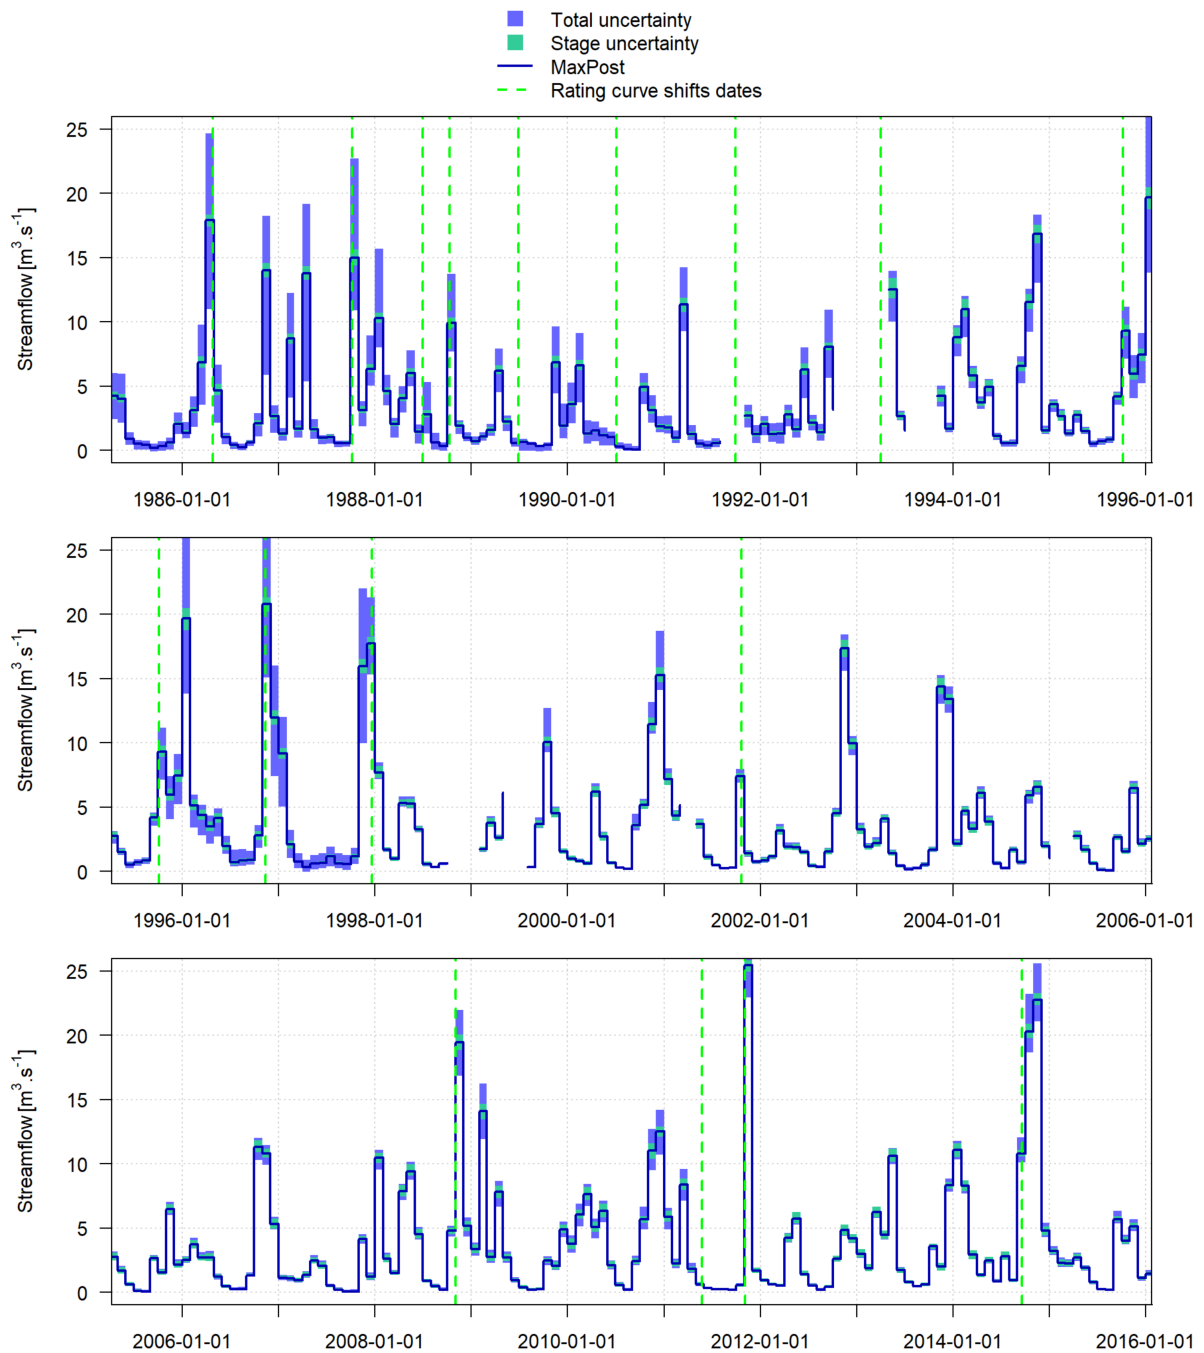 Total uncertainty
Stage uncertainty
MaxPost
Rating curve shifts dates
25
20
15
10
5
0
Streamflow [m³.s⁻¹]
1986-01-01 1988-01-01 1990-01-01 1992-01-01 1994-01-01 1996-01-01
25
20
15
10
5
0
Streamflow [m³.s⁻¹]
1996-01-01 1998-01-01 2000-01-01 2002-01-01 2004-01-01 2006-01-01
25
20
15
10
5
0
Streamflow [m³.s⁻¹]
2006-01-01 2008-01-01 2010-01-01 2012-01-01 2014-01-01 2016-01-01